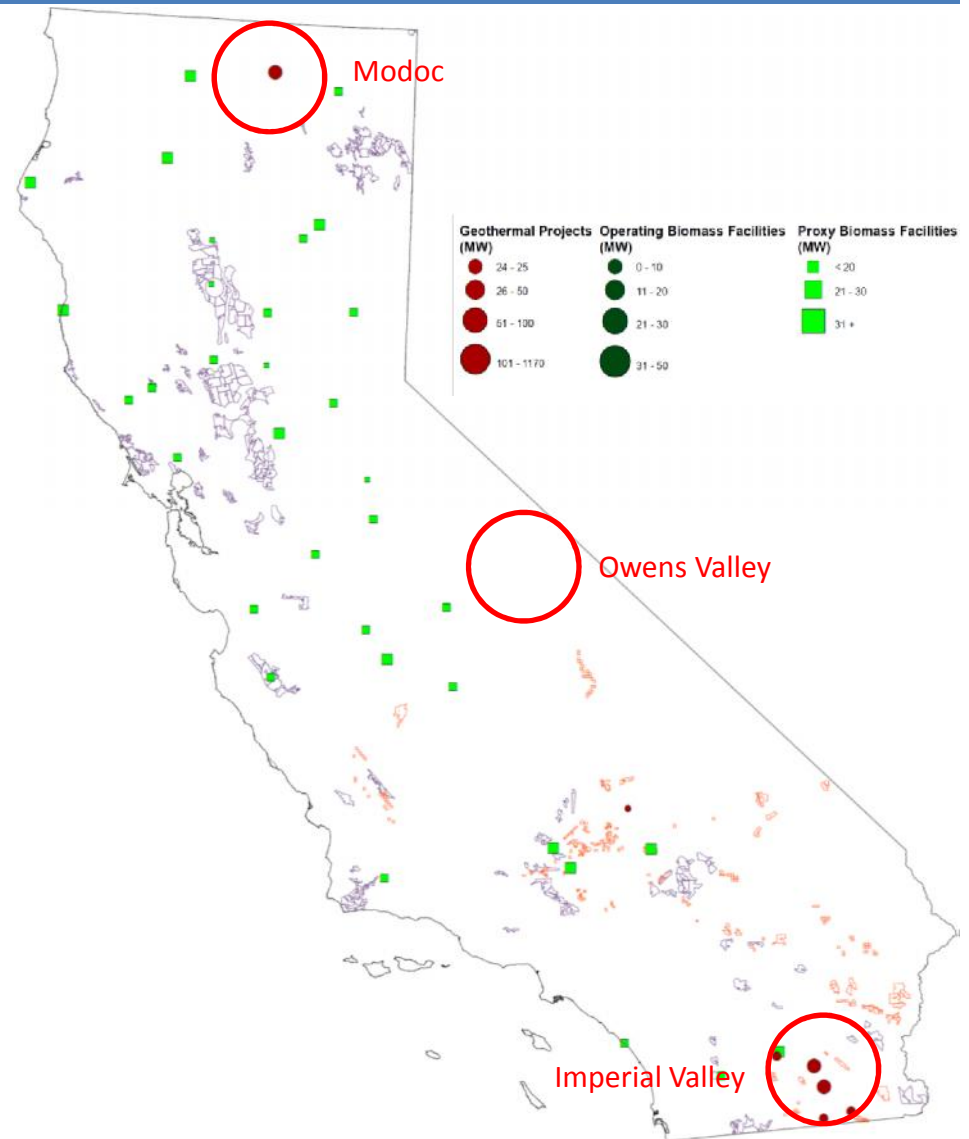 Modoc
Geothermal Projects (MW)
24 - 25
26 - 50
51 - 100
101 - 1170
Operating Biomass Facilities (MW)
0 - 10
11 - 20
21 - 30
31 - 50
Proxy Biomass Facilities (MW)
< 20
21 - 30
31 +
Owens Valley
Imperial Valley